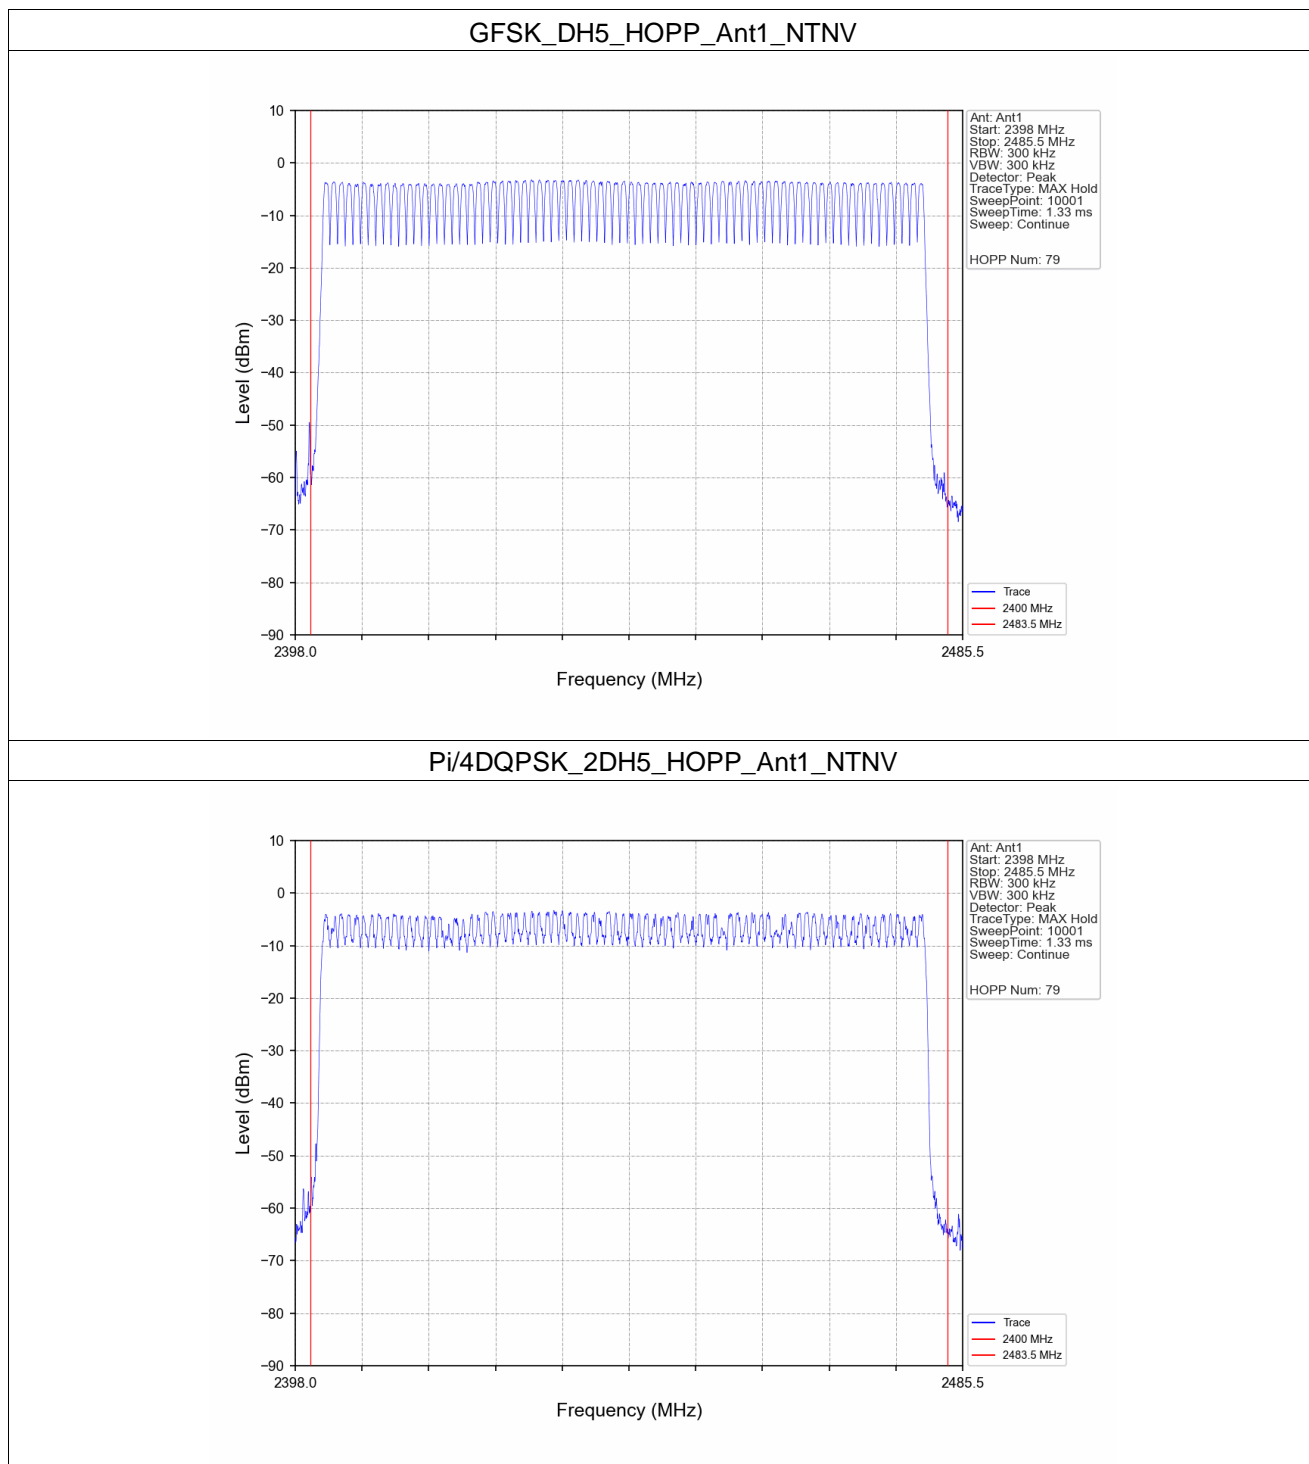 GFSK_DH5_HOPP_Ant1_NTNV
10
0
−10
−20
−30
−40
−50
−60
−70
−80
−90
Level (dBm)
2398.0
2485.5
Frequency (MHz)
Ant: Ant1
Start: 2398 MHz
Stop: 2485.5 MHz
RBW: 300 kHz
VBW: 300 kHz
Detector: Peak
TraceType: MAX Hold
SweepPoint: 10001
SweepTime: 1.33 ms
Sweep: Continue
HOPP Num: 79
Trace
2400 MHz
2483.5 MHz
Pi/4DQPSK_2DH5_HOPP_Ant1_NTNV
10
0
−10
−20
−30
−40
−50
−60
−70
−80
−90
Level (dBm)
2398.0
2485.5
Frequency (MHz)
Ant: Ant1
Start: 2398 MHz
Stop: 2485.5 MHz
RBW: 300 kHz
VBW: 300 kHz
Detector: Peak
TraceType: MAX Hold
SweepPoint: 10001
SweepTime: 1.33 ms
Sweep: Continue
HOPP Num: 79
Trace
2400 MHz
2483.5 MHz